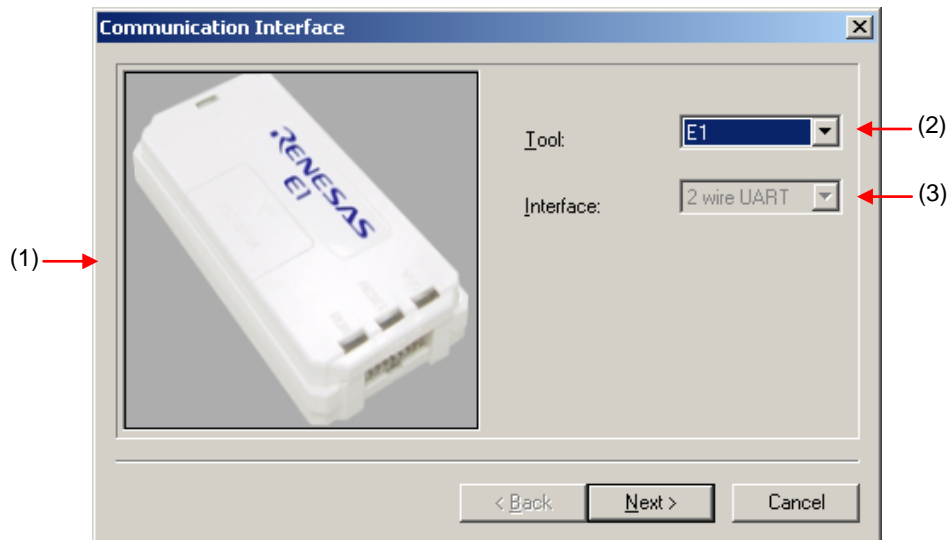 Communication Interface
RENESAS
E1
(1)
Tool:
E1
(2)
Interface:
2 wire UART
(3)
< Back
Next >
Cancel